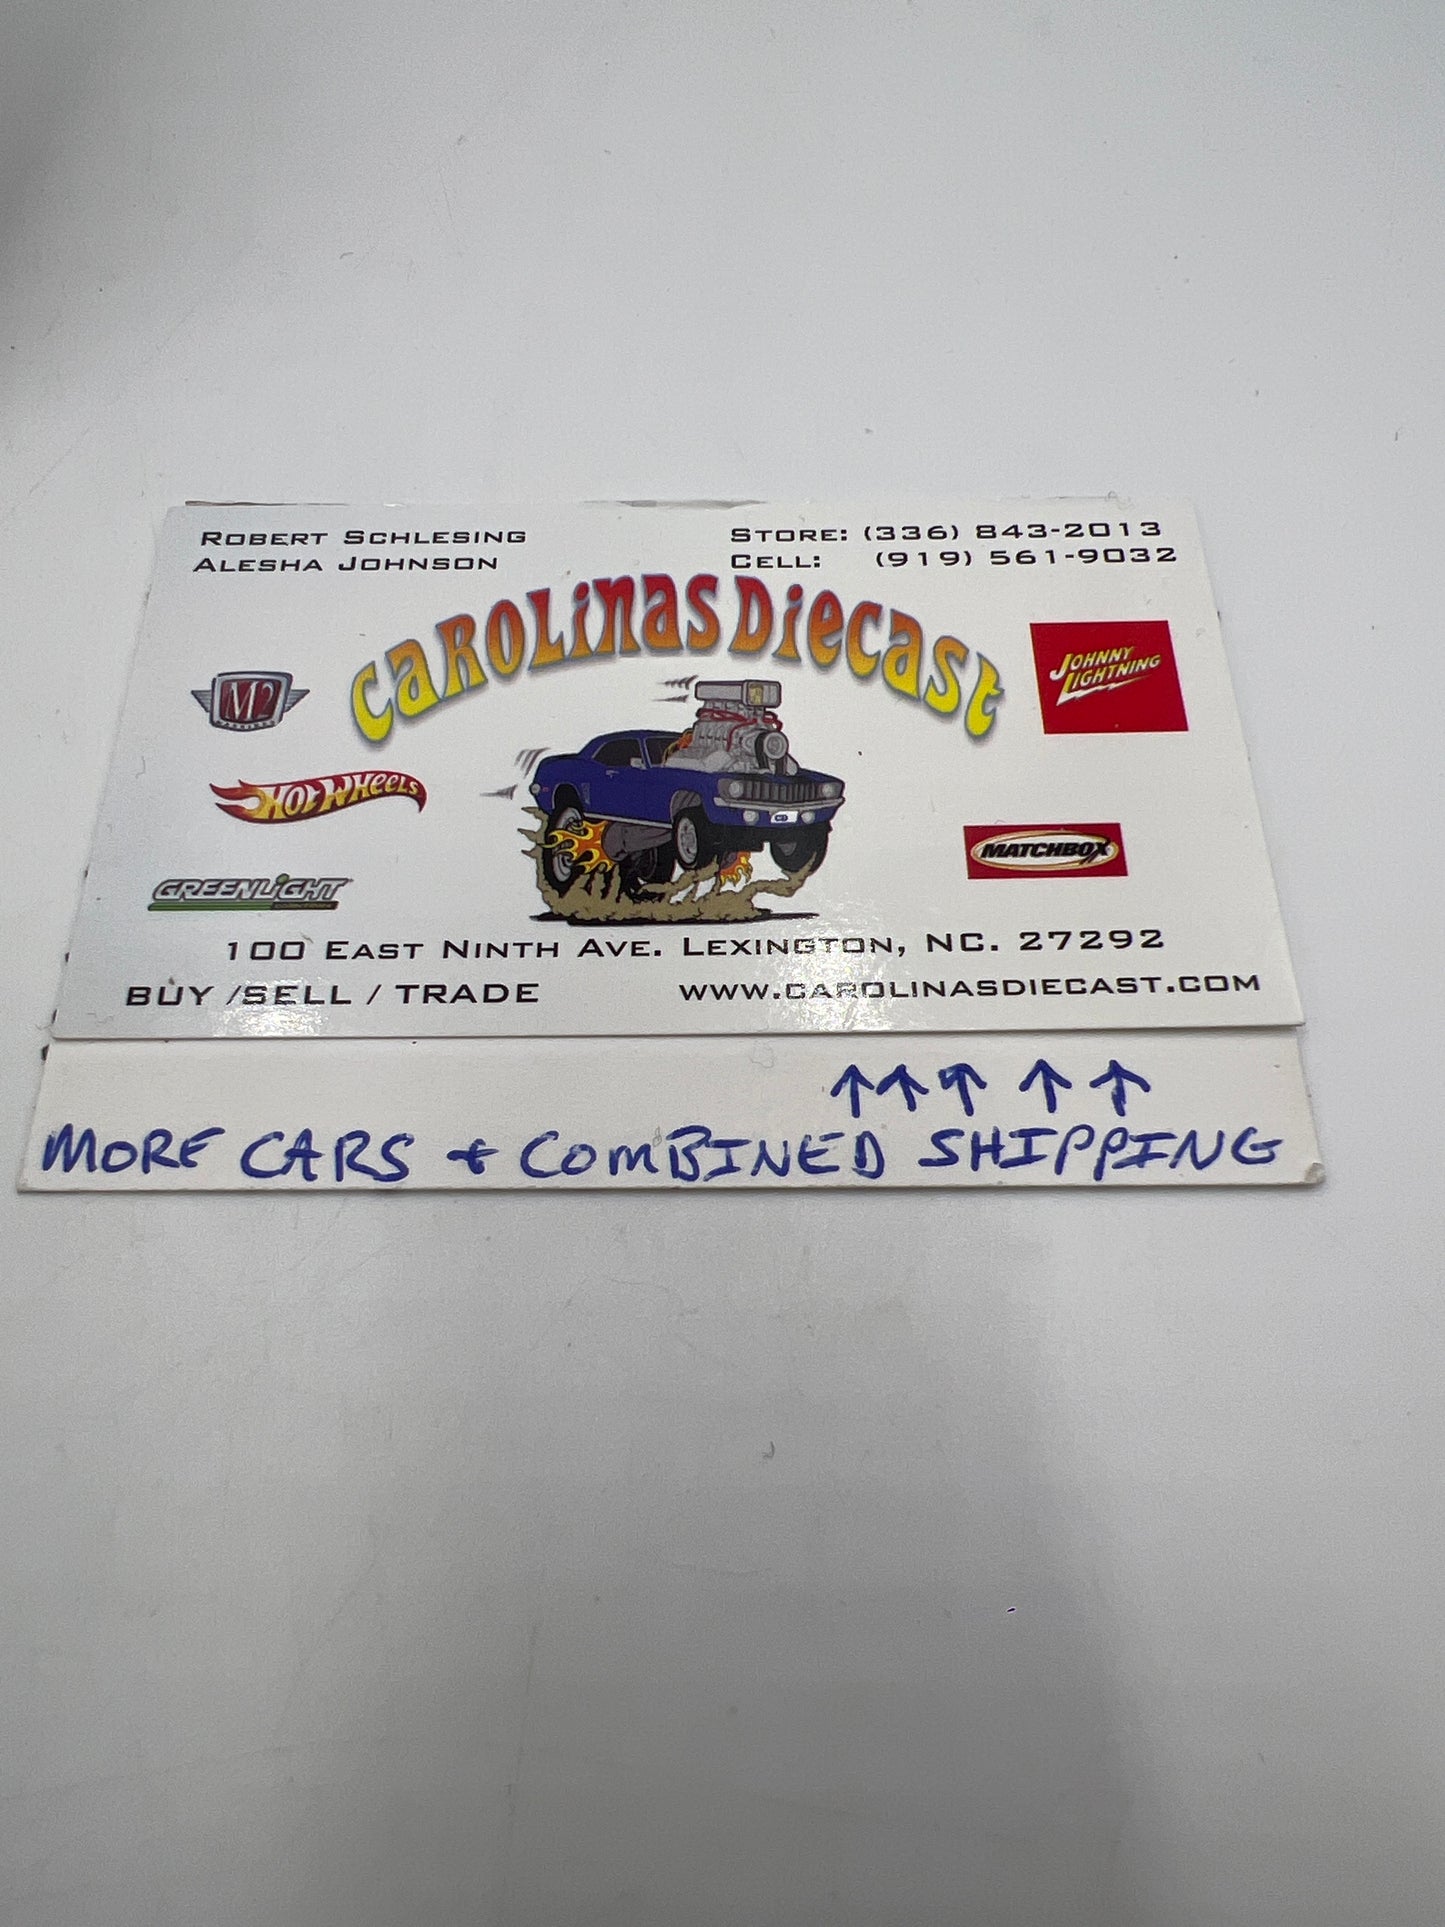 ROBERT SCHLESING
ALESHA JOHNSON
STORE: (336) 843-2013
CELL: (919) 561-9032
CAROLINAS DIECAST
M2
JOHNNY
LIGHTNING
HOT WHEELS
MATCHBOX
GREENLIGHT
100 EAST NINTH AVE. LEXINGTON, NC. 27292
BUY /SELL / TRADE
WWW.CAROLINASDIECAST.COM
↑↑↑ ↑ ↑
MORE CARS + COMBINED SHIPPING